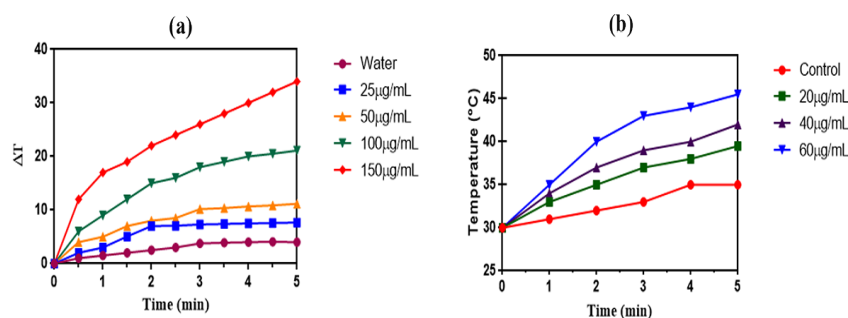 (a)
40
30
20
10
0
ΔT
0 1 2 3 4 5
Time (min)
Water
25µg/mL
50µg/mL
100µg/mL
150µg/mL
(b)
50
45
40
35
30
25
Temperature (°C)
0 1 2 3 4 5
Time (min)
Control
20µg/mL
40µg/mL
60µg/mL